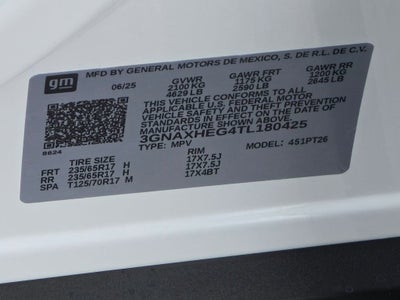 gm
MFD BY GENERAL MOTORS DE MEXICO, S. DE R.L. DE C.V.
06/25 GVWR GAWR FRT GAWR RR
2100 KG 1175 KG 1200 KG
4629 LB 2590 LB 2645 LB
THIS VEHICLE CONFORMS TO ALL
APPLICABLE U.S. FEDERAL MOTOR
VEHICLE SAFETY AND THEFT PREVENTION
STANDARDS IN EFFECT ON THE DATE OF
MANUFACTURE SHOWN ABOVE.
3GNAXHEG4TL180425
8624 TYPE: MPV MODEL: 451PT26
TIRE SIZE RIM
FRT 235/65R17 H 17X7.5J
RR 235/65R17 H 17X7.5J
SPA T125/70R17 M 17X4BT